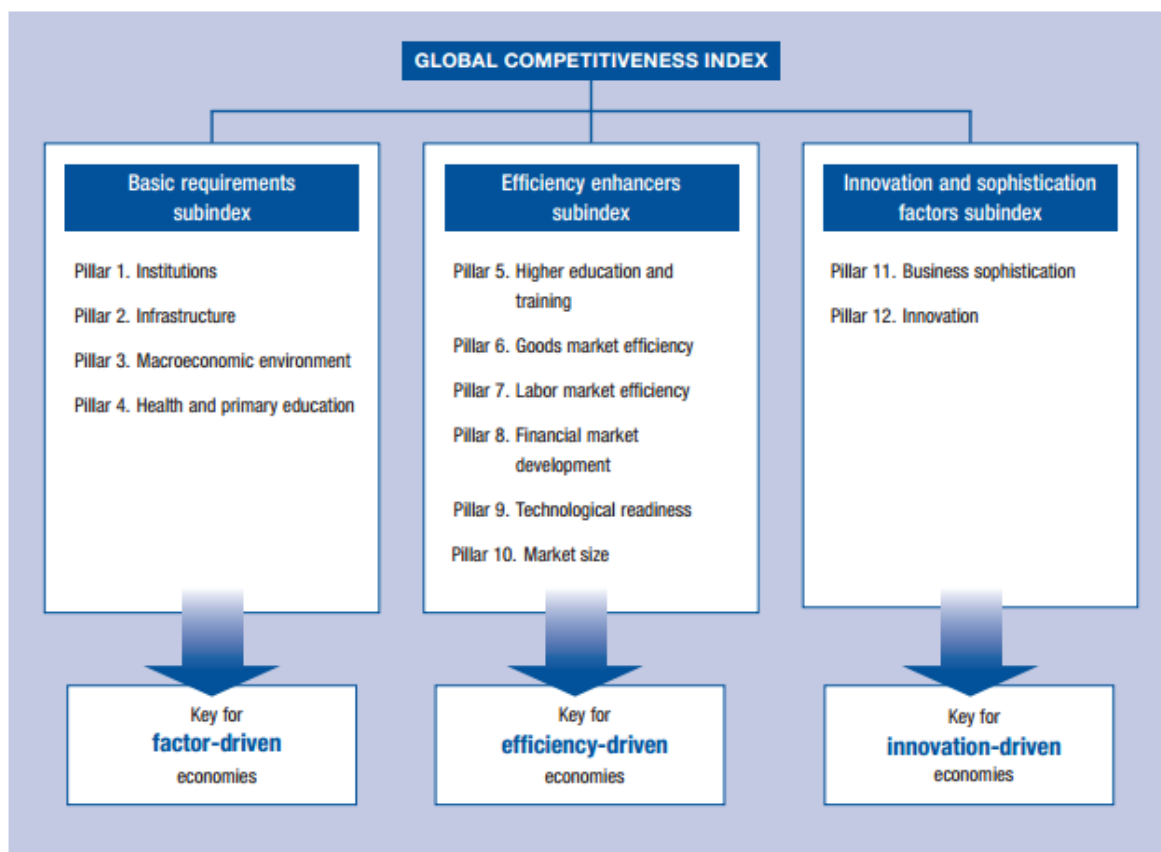 GLOBAL COMPETITIVENESS INDEX
Basic requirements
subindex
Pillar 1. Institutions
Pillar 2. Infrastructure
Pillar 3. Macroeconomic environment
Pillar 4. Health and primary education
Key for
factor-driven
economies
Efficiency enhancers
subindex
Pillar 5. Higher education and
training
Pillar 6. Goods market efficiency
Pillar 7. Labor market efficiency
Pillar 8. Financial market
development
Pillar 9. Technological readiness
Pillar 10. Market size
Key for
efficiency-driven
economies
Innovation and sophistication
factors subindex
Pillar 11. Business sophistication
Pillar 12. Innovation
Key for
innovation-driven
economies